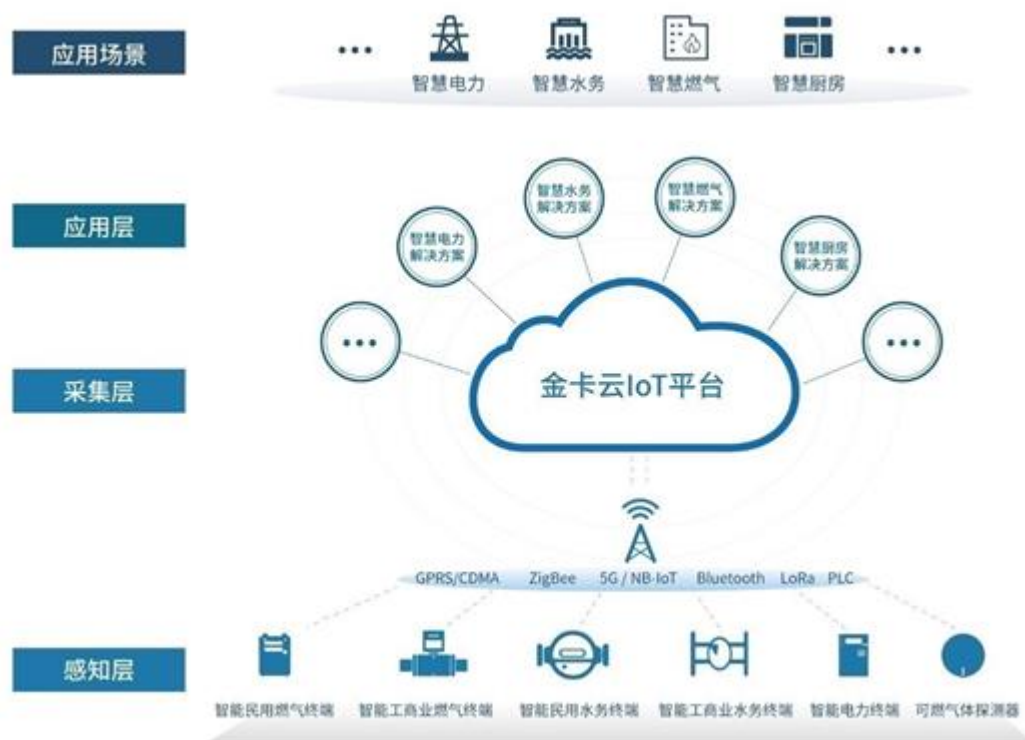 应用场景
•••
智慧电力
智慧水务
智慧燃气
智慧厨房
•••
应用层
智慧电力
解决方案
智慧水务
解决方案
智慧燃气
解决方案
智慧厨房
解决方案
•••
•••
采集层
金卡云IoT平台
GPRS/CDMA ZigBee 5G / NB-IoT Bluetooth LoRa PLC
感知层
智能民用燃气终端
智能工商业燃气终端
智能民用水务终端
智能工商业水务终端
智能电力终端
可燃气体探测器